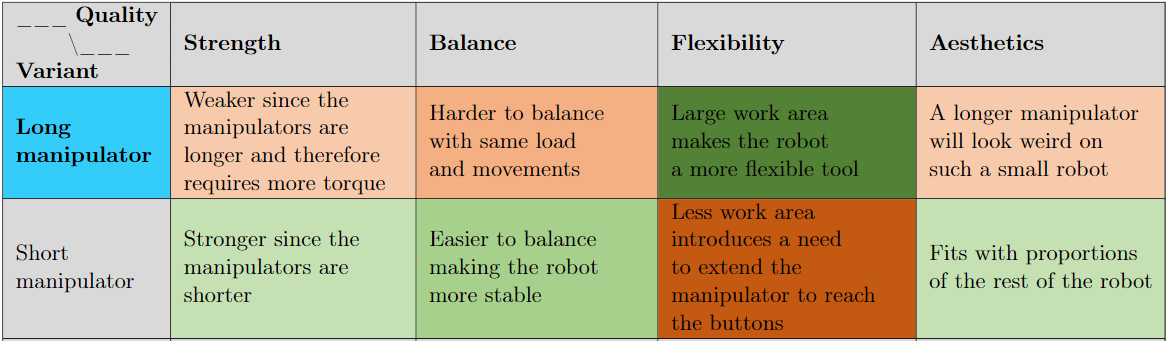 ___ Quality
\___
Variant
Strength
Balance
Flexibility
Aesthetics
Long
manipulator
Weaker since the
manipulators are
longer and therefore
requires more torque
Harder to balance
with same load
and movements
Large work area
makes the robot
a more flexible tool
A longer manipulator
will look weird on
such a small robot
Short
manipulator
Stronger since the
manipulators are
shorter
Easier to balance
making the robot
more stable
Less work area
introduces a need
to extend the
manipulator to reach
the buttons
Fits with proportions
of the rest of the robot